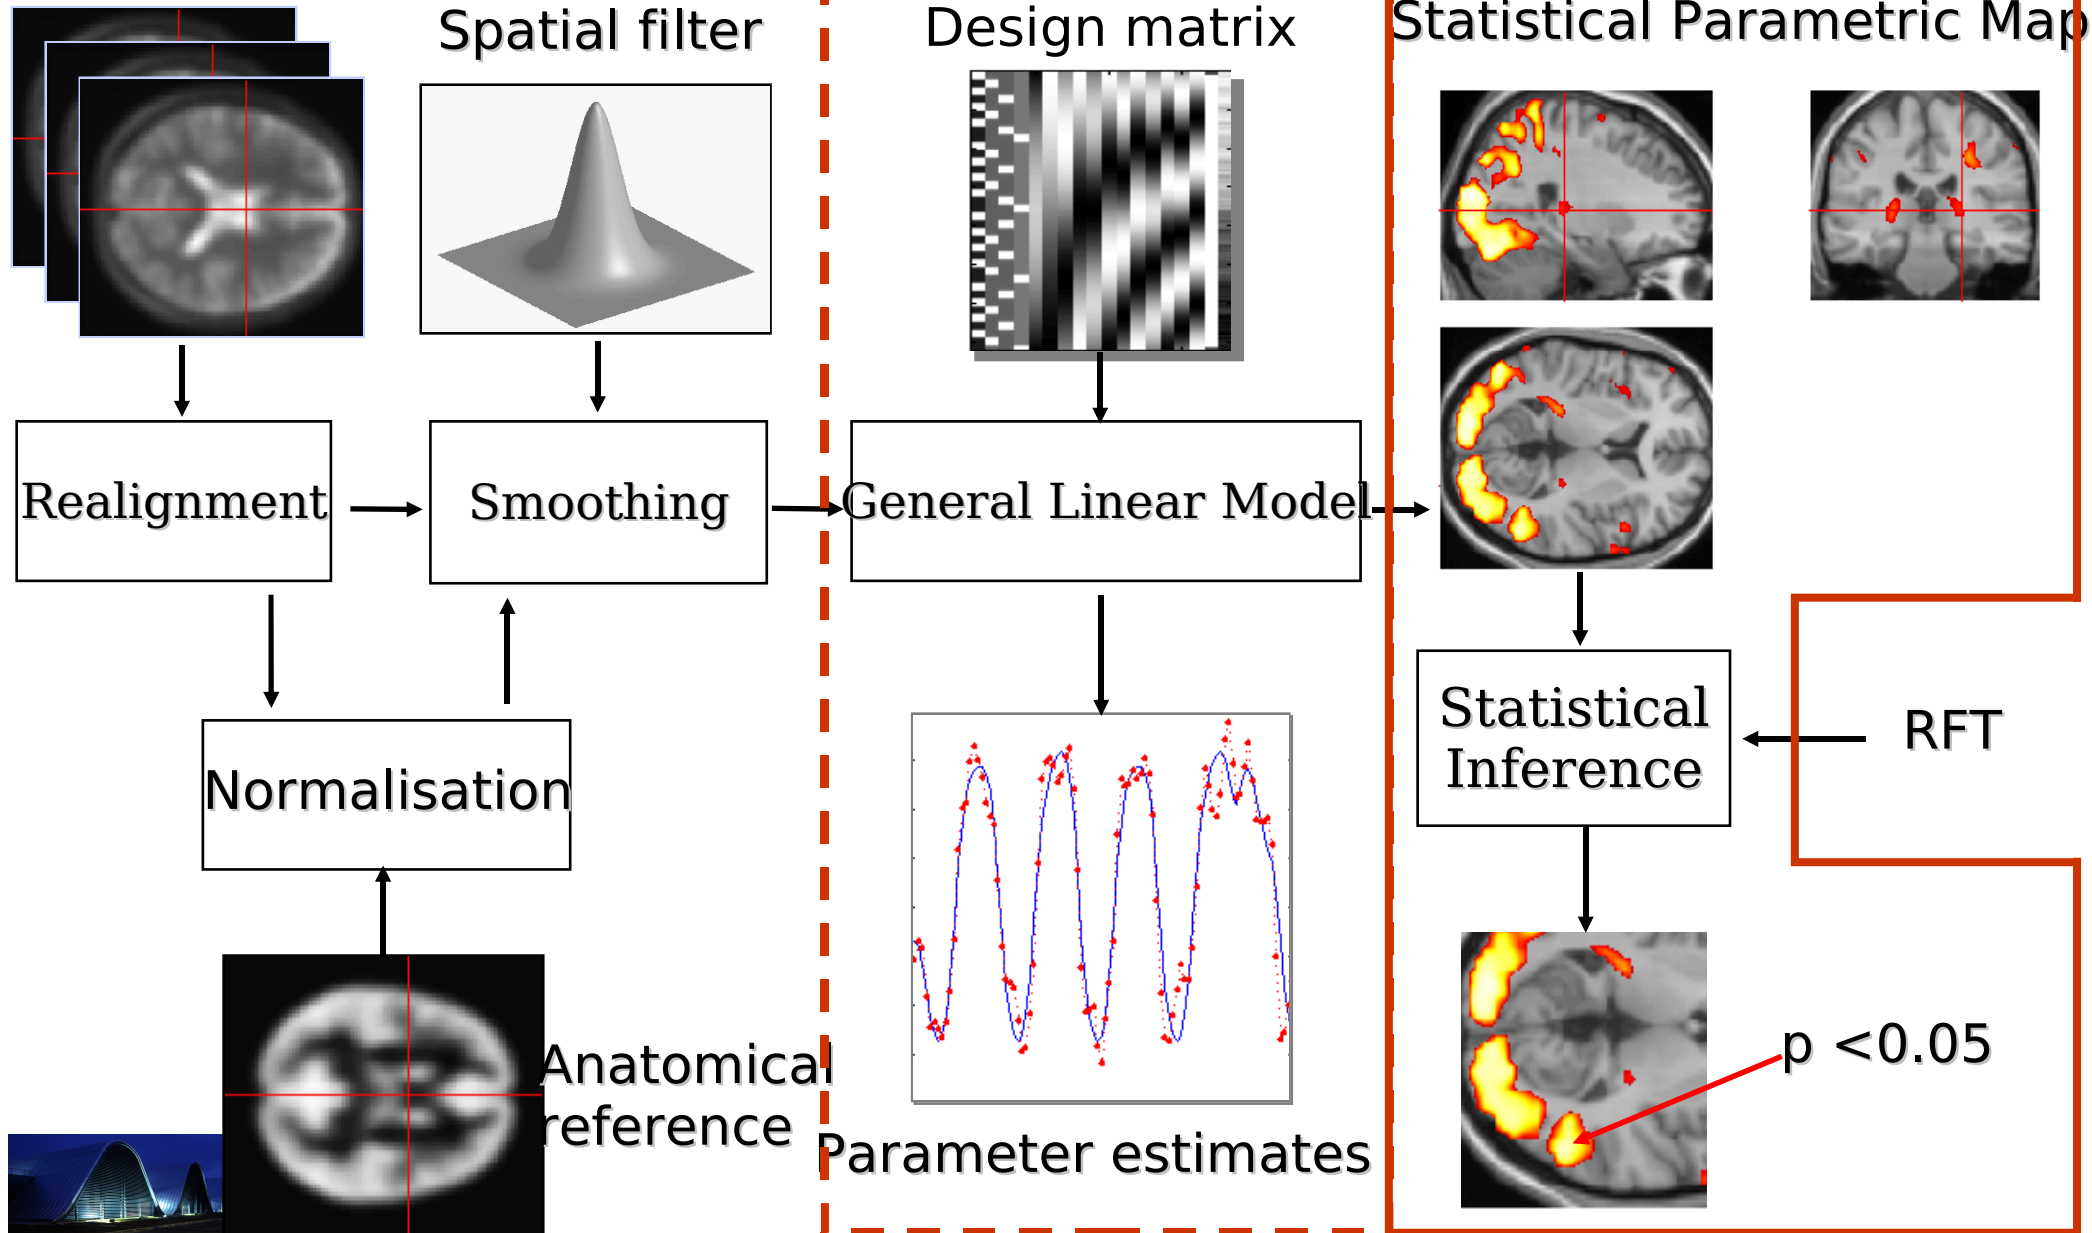 Spatial filter
Design matrix
Statistical Parametric Map
Realignment
Smoothing
General Linear Model
Statistical
Inference
RFT
Normalisation
Anatomical
reference
Parameter estimates
p <0.05